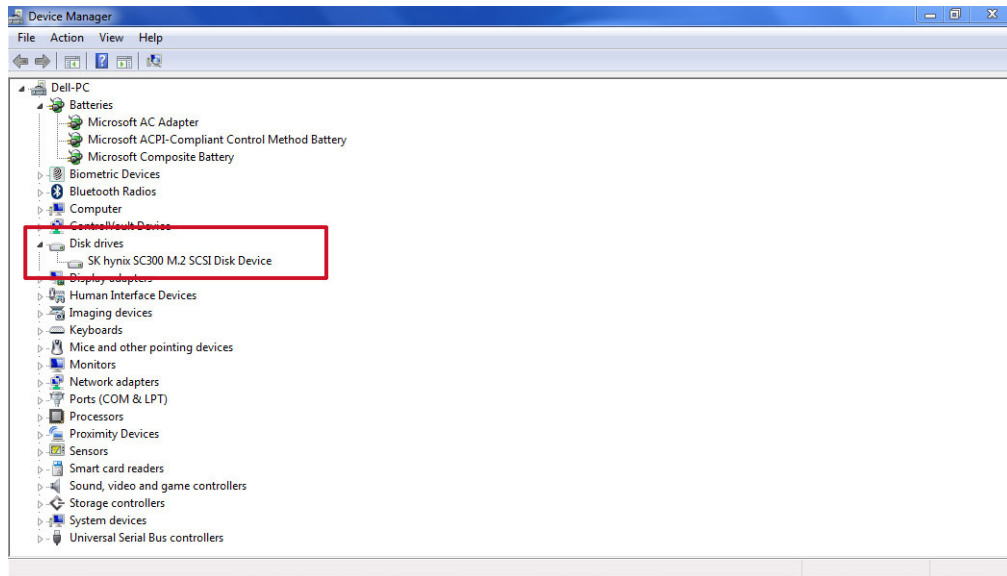 Device Manager
File Action View Help
Dell-PC
Batteries
Microsoft AC Adapter
Microsoft ACPI-Compliant Control Method Battery
Microsoft Composite Battery
Biometric Devices
Bluetooth Radios
Computer
ControlVault Device
Disk drives
SK hynix SC300 M.2 SCSI Disk Device
Display adapters
Human Interface Devices
Imaging devices
Keyboards
Mice and other pointing devices
Monitors
Network adapters
Ports (COM & LPT)
Processors
Proximity Devices
Sensors
Smart card readers
Sound, video and game controllers
Storage controllers
System devices
Universal Serial Bus controllers